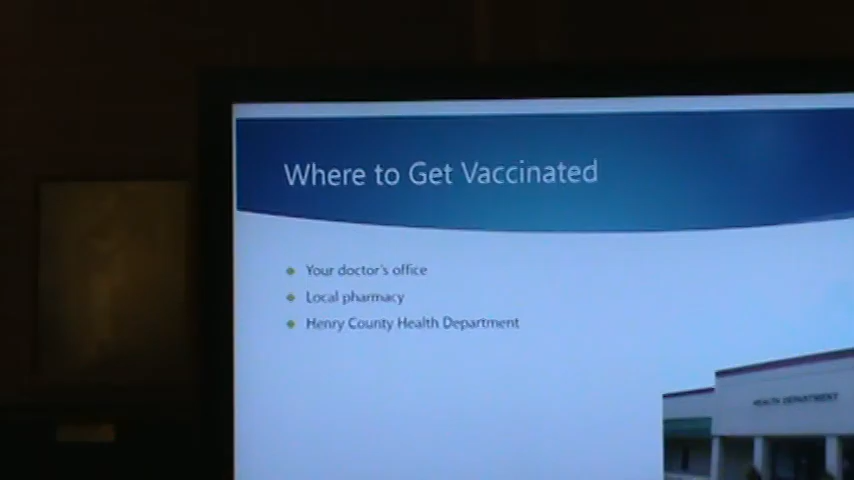 Where to Get Vaccinated
Your doctor's office
Local pharmacy
Henry County Health Department
HEALTH DEPARTMENT